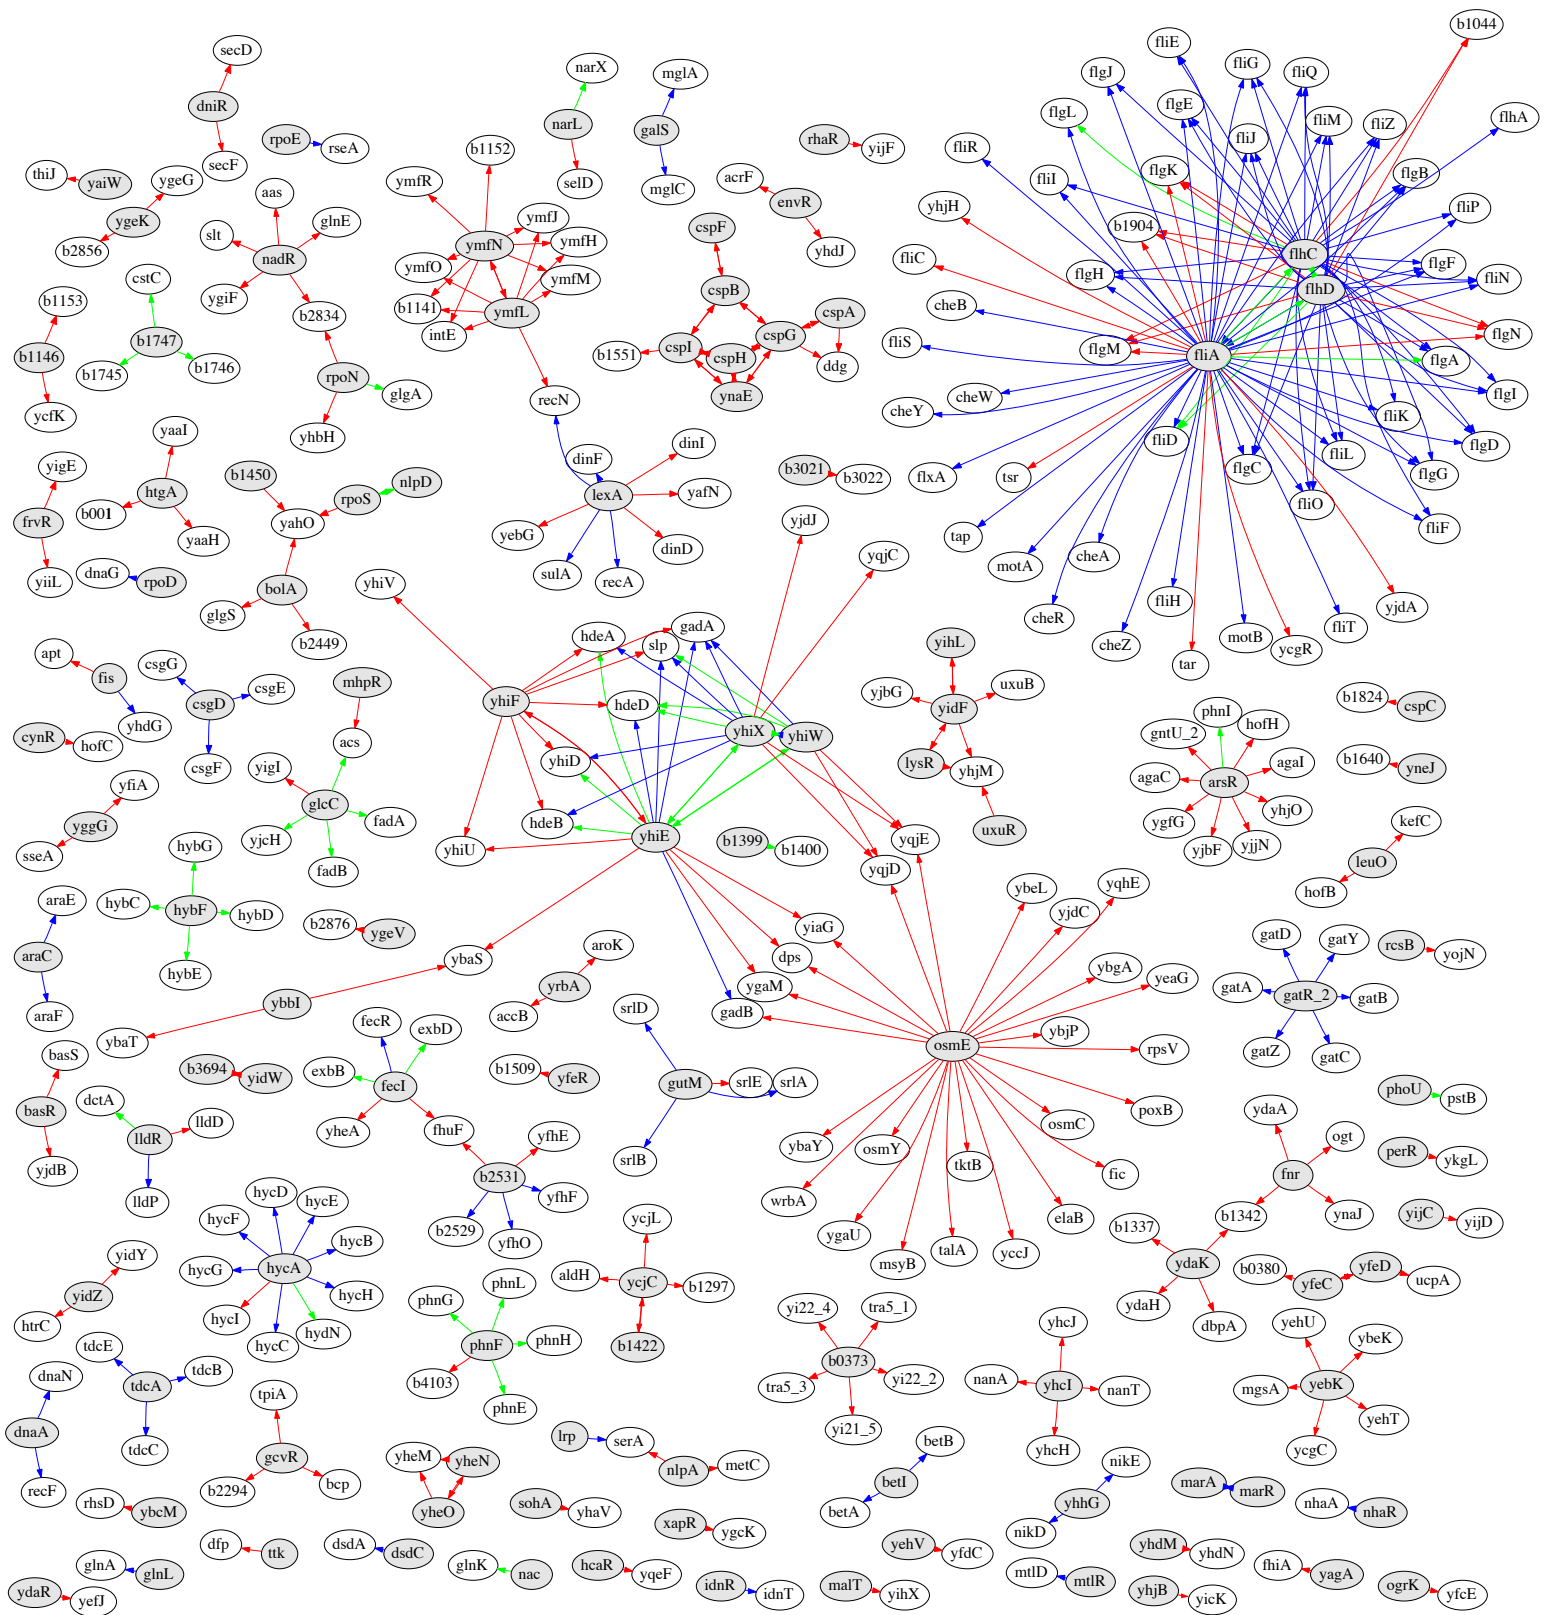 b1044
secD
fliE
narX
mglA
fliG
fliQ
flgJ
dniR
flgE
flgL
narL
galS
fliM
fliZ
flhA
rpoE
rseA
rhaR
yijF
b1152
fliR
fliJ
secF
thiJ
yaiW
ygeG
ymfR
selD
mglC
acrF
envR
fliI
flgK
flgB
aas
glnE
ymfJ
yhjH
fliP
ygeK
slt
cspF
b1904
b2856
nadR
ymfN
ymfH
yhdJ
flhC
fliC
ymfO
flgH
flgF
fliN
cstC
ygiF
ymfM
cspB
flhD
b1153
b2834
b1141
ymfL
cspA
cheB
intE
cspG
flgN
b1747
fliS
flgM
fliA
b1146
b1551
cspI
cspH
flgA
b1745
b1746
rpoN
glgA
ddg
flgI
recN
ynaE
cheW
cheY
fliK
ycfK
yaaI
yhbH
dinI
fliD
flgD
dinF
yigE
b1450
b3021
b3022
flgC
fliL
flgG
htgA
rpoS
nlpD
lexA
yafN
flxA
tsr
b001
frvR
yahO
yjdJ
fliO
yaaH
yebG
dinD
tap
cheA
fliF
yqjC
motA
yiiL
dnaG
rpoD
sulA
recA
yhiV
bolA
fliH
yjdA
glgS
cheR
gadA
hdeA
fliT
b2449
slp
yihL
cheZ
motB
ycgR
apt
csgG
tar
fis
csgE
mhpR
uxuB
yjbG
b1824
cspC
csgD
yhiF
hdeD
yidF
phnI
hofH
yhdG
yhiX
yhiW
gntU_2
cynR
hofC
acs
yhiD
lysR
yhjM
b1640
yneJ
csgF
yigI
agaC
arsR
agaI
yfiA
glcC
fadA
hdeB
ygfG
yhjO
yggG
uxuR
kefC
yjcH
yhiU
yhiE
b1399
b1400
yqjE
yjbF
yjjN
sseA
hybG
fadB
yqjD
leuO
hofB
araE
hybC
hybF
hybD
ybeL
yqhE
b2876
ygeV
yiaG
yjdC
gatD
gatY
araC
ybaS
aroK
dps
rcsB
yojN
hybE
ybgA
yeaG
yrbA
ygaM
gatA
gatR_2
gatB
araF
ybbI
accB
gadB
srlD
fecR
exbD
ybjP
ybaT
osmE
rpsV
gatZ
gatC
basS
b3694
yidW
exbB
fecI
b1509
yfeR
gutM
srlE
srlA
phoU
pstB
dctA
basR
lldD
osmC
poxB
ydaA
lldR
yheA
fhuF
yfhE
ybaY
osmY
ogt
yjdB
srlB
tktB
perR
ykgL
fic
fnr
b2531
yfhF
lldP
hycD
hycE
wrbA
hycF
ycjL
elaB
b1342
ynaJ
yijC
yijD
b2529
yfhO
ygaU
b1337
hycB
talA
yccJ
yidY
msyB
hycG
hycA
aldH
ycjC
b1297
ydaK
b0380
yfeC
yfeD
ucpA
phnL
yidZ
hycH
phnG
ydaH
htrC
hycI
yi22_4
tra5_1
yhcJ
hydN
dbpA
yehU
ybeK
tdcE
hycC
phnF
phnH
b1422
b0373
dnaN
tdcB
tdcA
b4103
yi22_2
nanA
yhcI
nanT
mgsA
yebK
tpiA
tra5_3
phnE
yehT
dnaA
yi21_5
ycgC
tdcC
lrp
serA
yhcH
gcvR
yheM
yheN
betB
nikE
recF
b2294
bcp
nlpA
metC
betI
marA
marR
rhsD
ybcM
yheO
sohA
yhaV
betA
yhhG
nhaA
nhaR
xapR
ygcK
nikD
dfp
ttk
dsdA
dsdC
yehV
yfdC
yhdM
yhdN
glnA
glnL
glnK
nac
hcaR
yqeF
mtlD
mtlR
fhiA
yagA
ydaR
yefJ
idnR
idnT
malT
yihX
yhjB
yicK
ogrK
yfcE